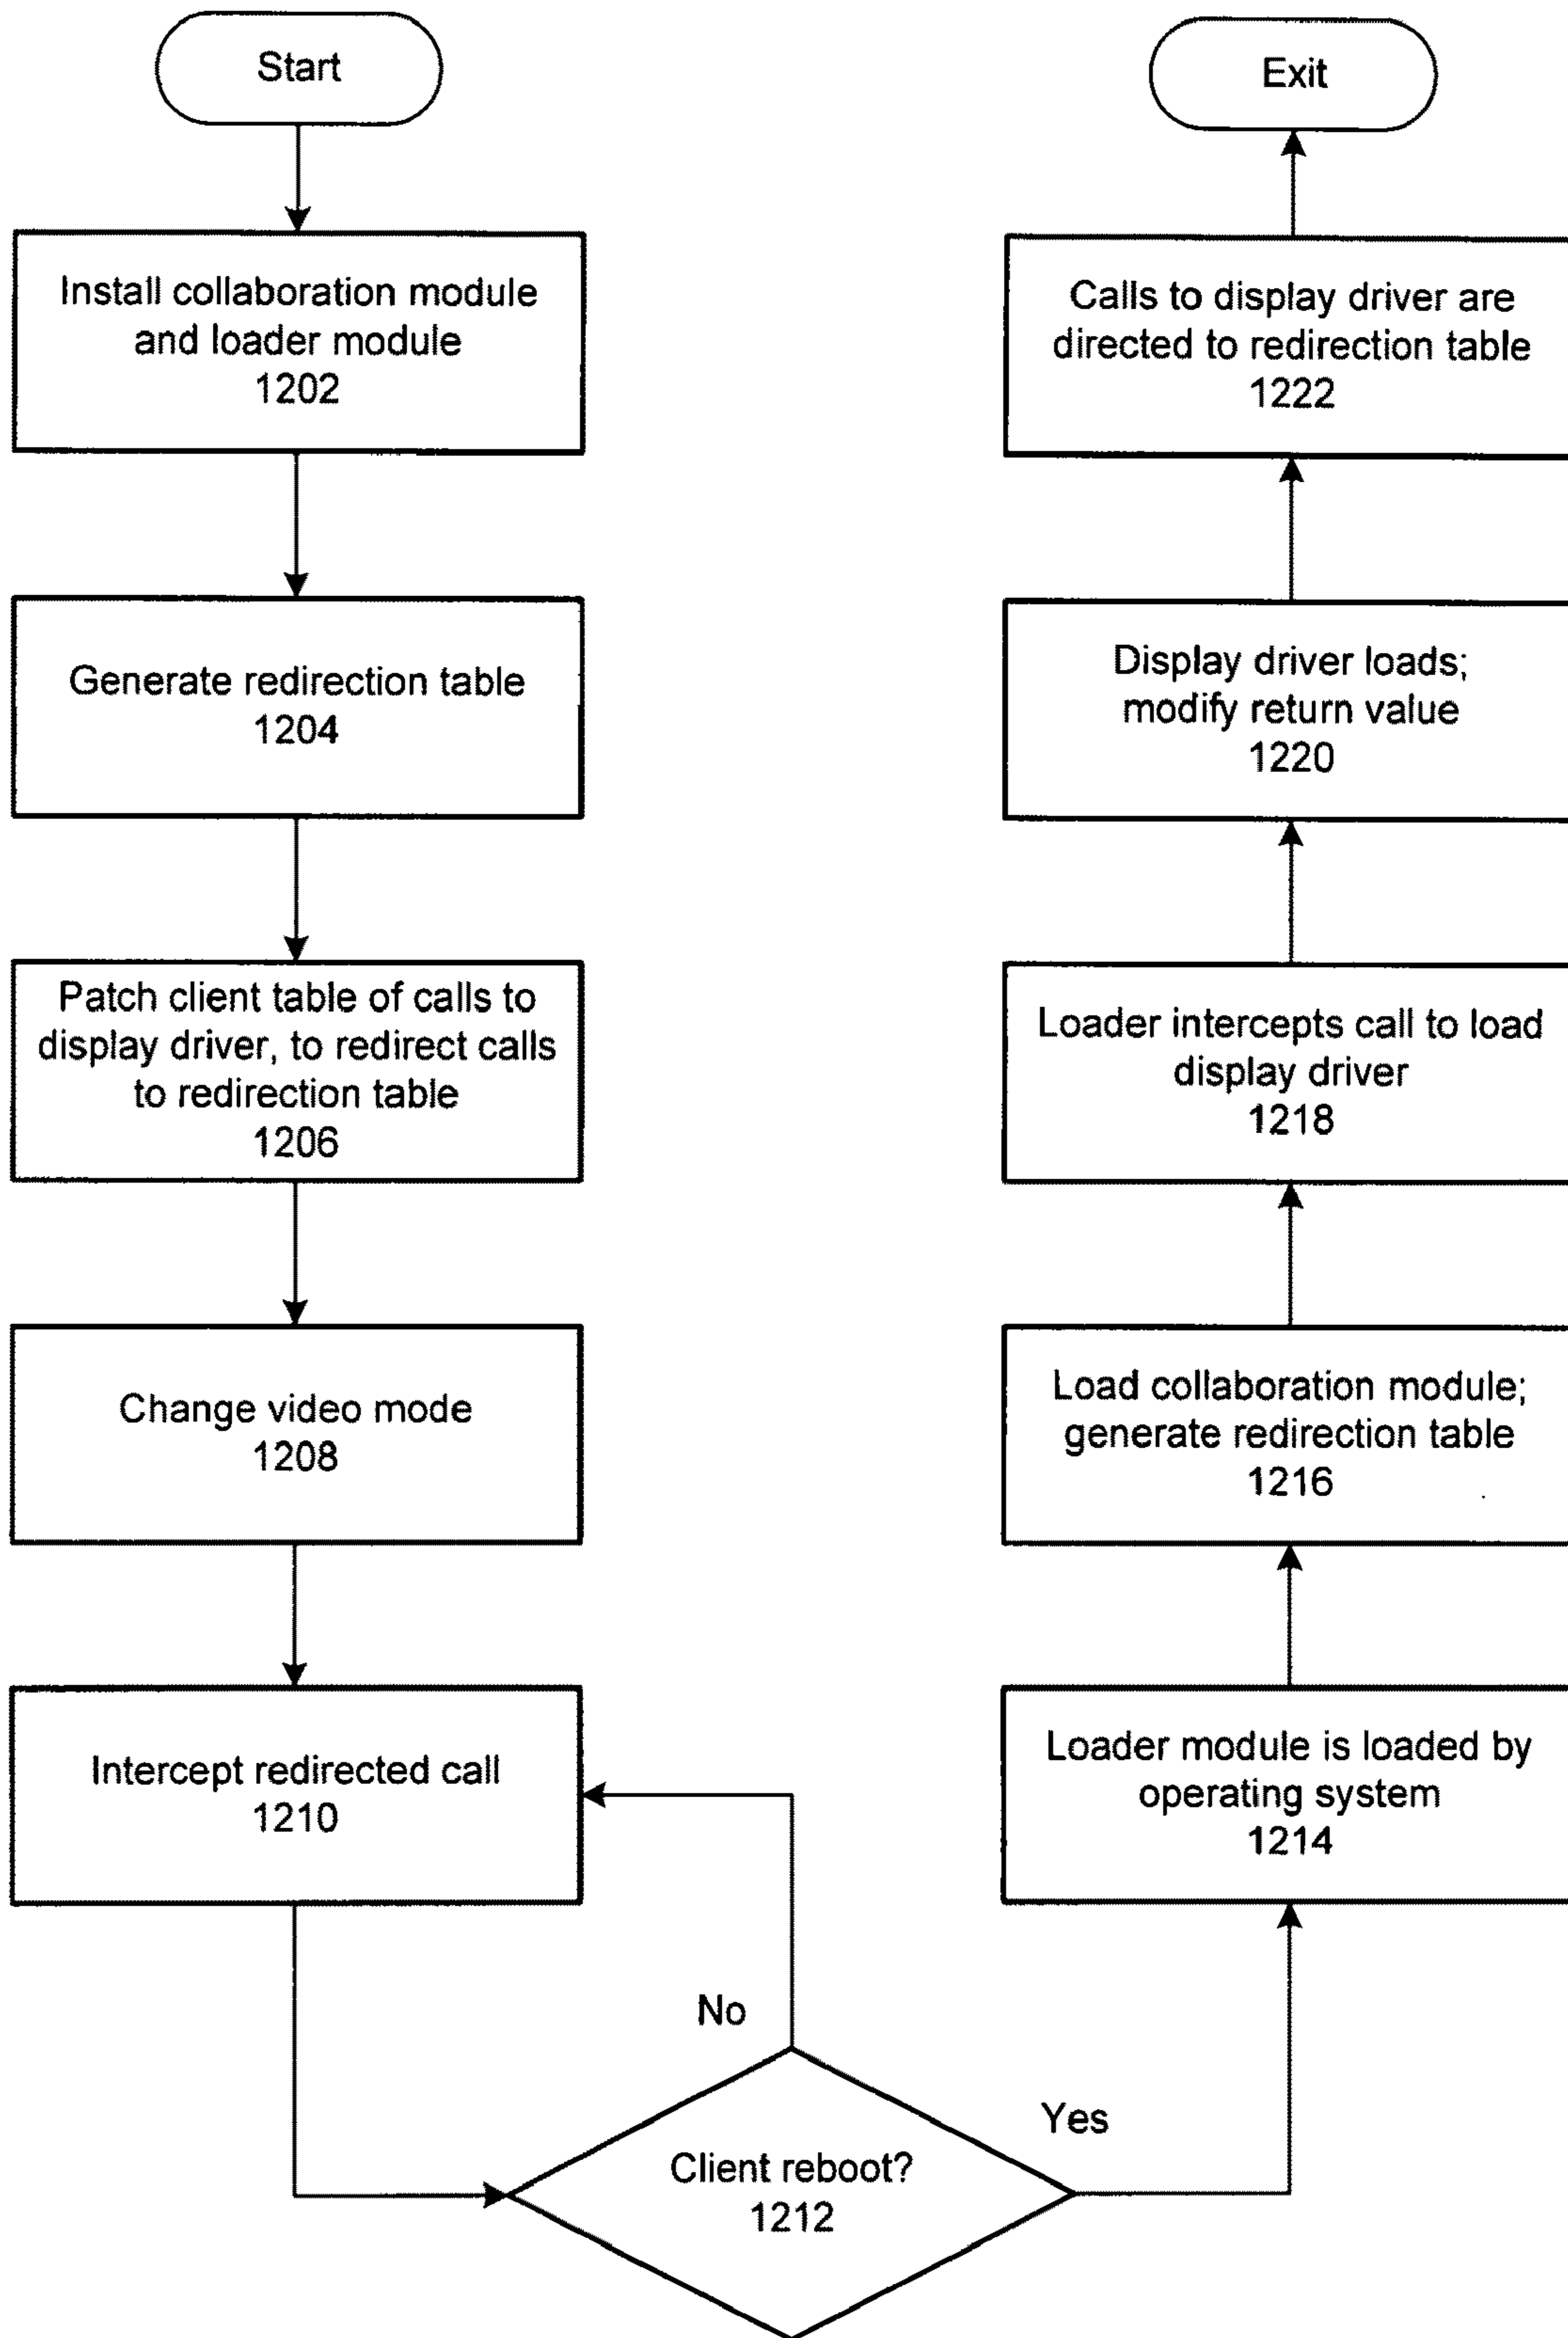 Start
Install collaboration module
and loader module
1202
Generate redirection table
1204
Patch client table of calls to
display driver, to redirect calls
to redirection table
1206
Change video mode
1208
Intercept redirected call
1210
No
Yes
Client reboot?
1212
Loader module is loaded by
operating system
1214
Load collaboration module;
generate redirection table
1216
Loader intercepts call to load
display driver
1218
Display driver loads;
modify return value
1220
Calls to display driver are
directed to redirection table
1222
Exit